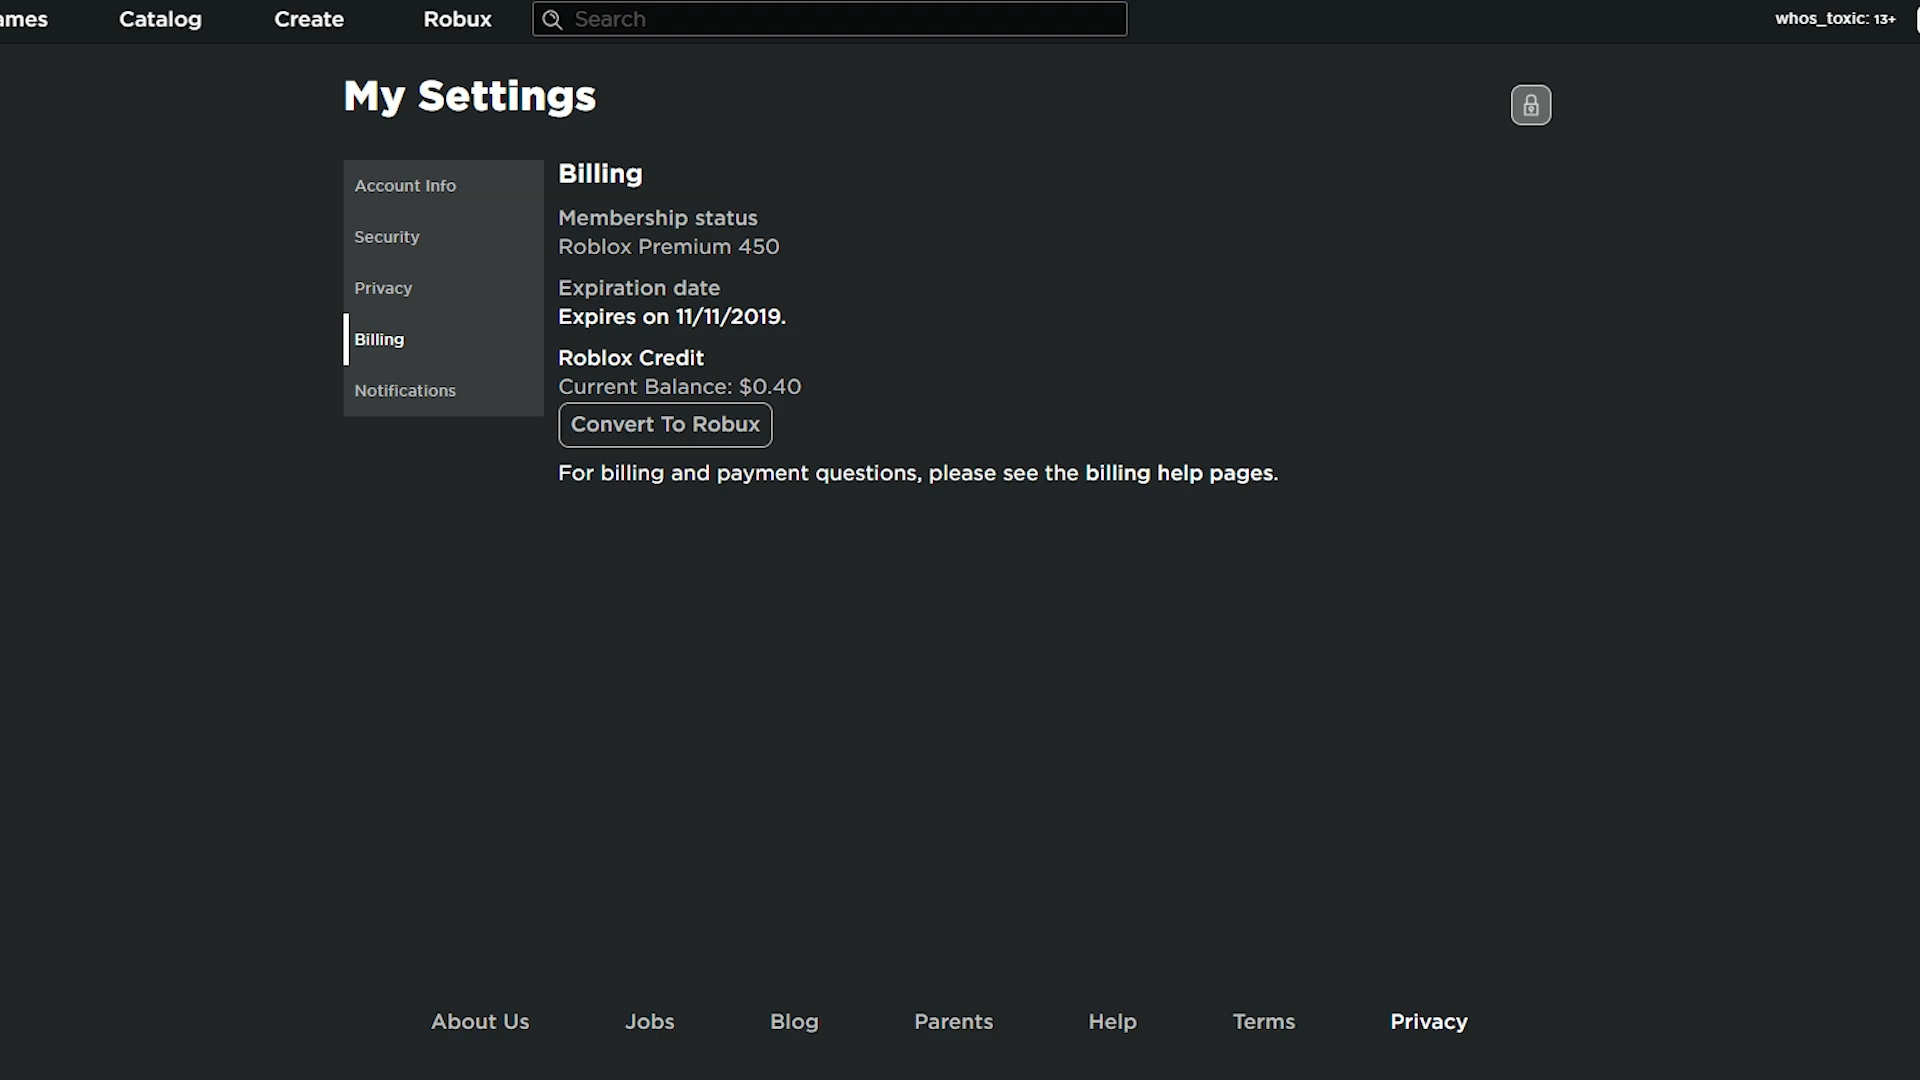 ames Catalog Create Robux Search whos_toxic: 13+
My Settings
Account Info
Security
Privacy
Billing
Notifications
Billing
Membership status
Roblox Premium 450
Expiration date
Expires on 11/11/2019.
Roblox Credit
Current Balance: $0.40
Convert To Robux
For billing and payment questions, please see the billing help pages.
About Us Jobs Blog Parents Help Terms Privacy